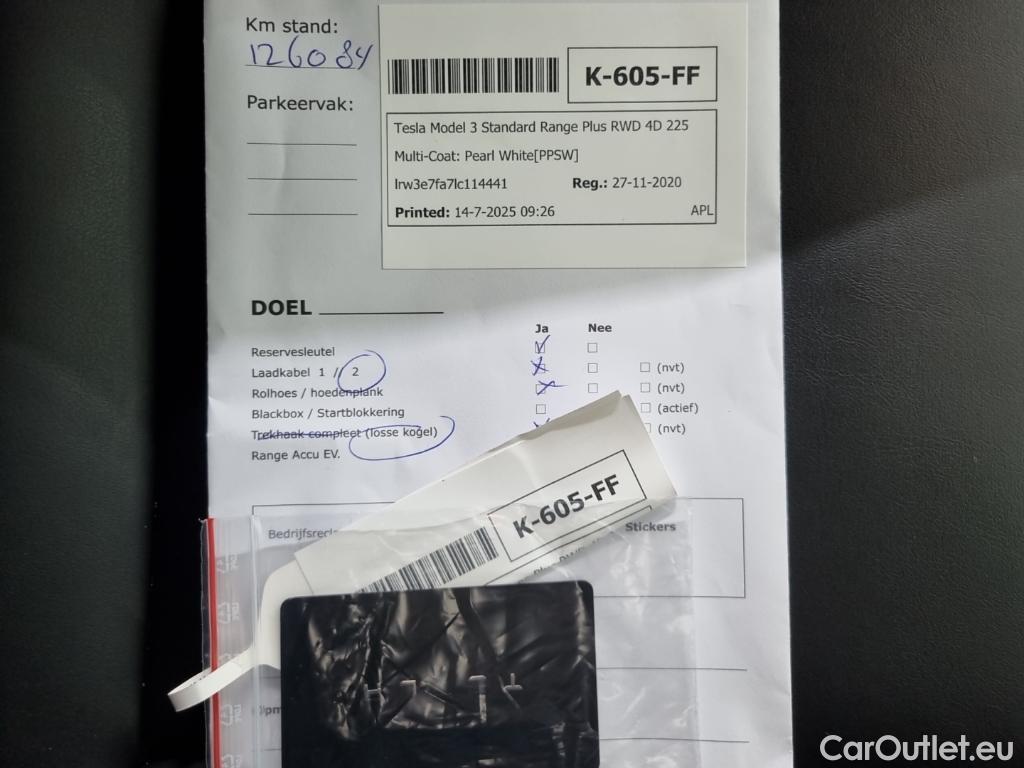 Km stand:
126084
K-605-FF
Parkeervak:
Tesla Model 3 Standard Range Plus RWD 4D 225
Multi-Coat: Pearl White[PPSW]
lrw3e7fa7lc114441 Reg.: 27-11-2020
Printed: 14-7-2025 09:26 APL
DOEL
Ja Nee
Reservesleutel
Laadkabel 1 / 2 (nvt)
Rolhoes / hoedenplank (nvt)
Blackbox / Startblokkering (actief)
Trekhaak compleet (losse kogel) (nvt)
Range Accu EV.
K-605-FF
Bedrijfsrecl
Stickers
CarOutlet.eu